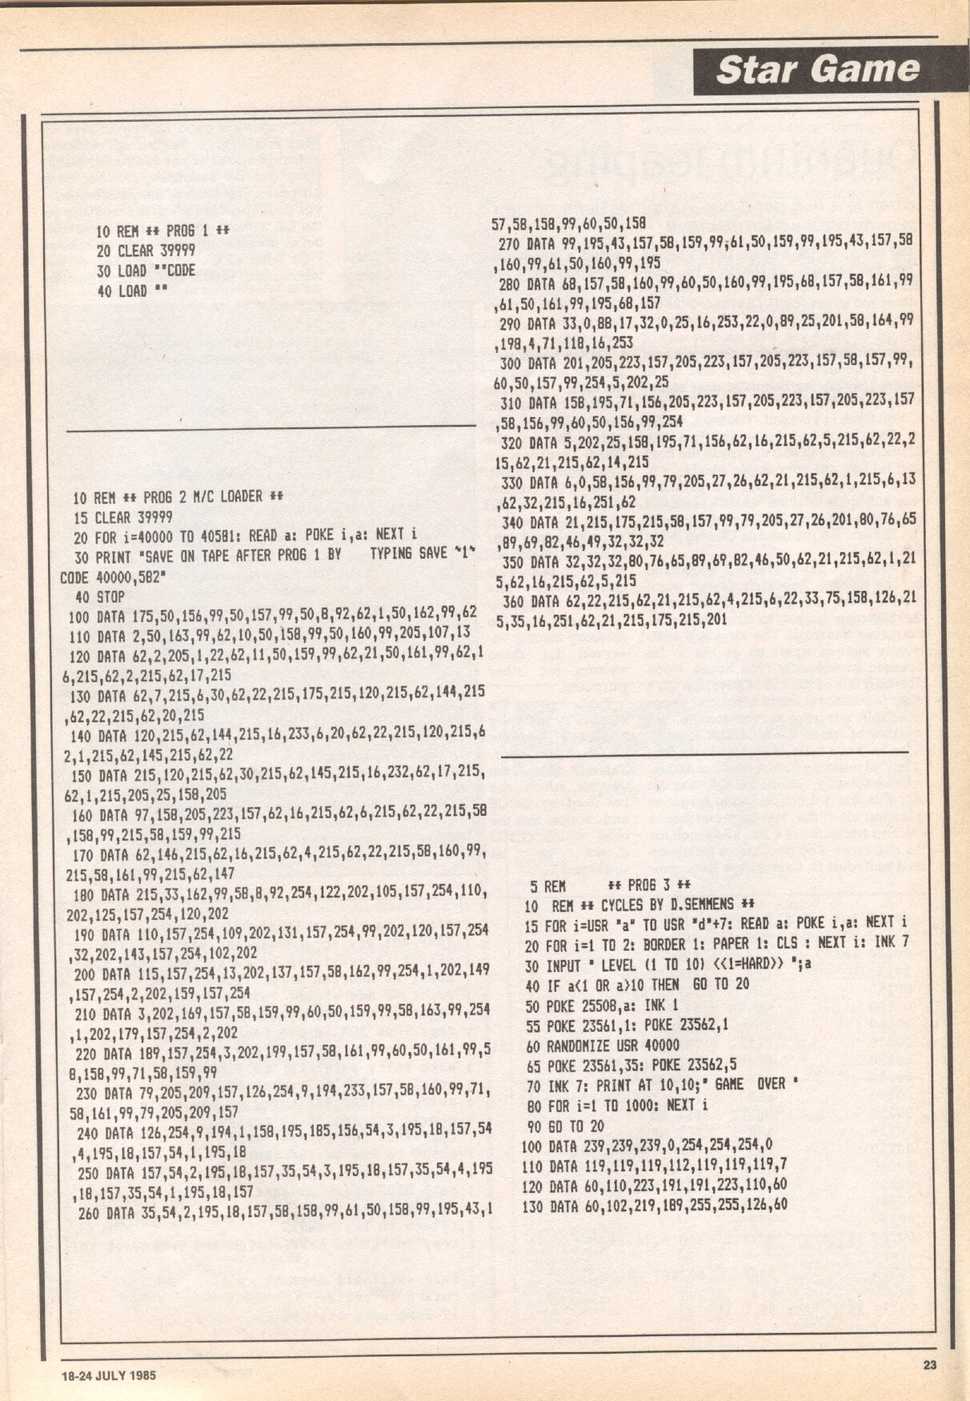 Star Game
10 REM ** PROG 1 **
20 CLEAR 39999
30 LOAD ""CODE
40 LOAD ""
10 REM ** PROG 2 M/C LOADER **
15 CLEAR 39999
20 FOR i=40000 TO 40581: READ a: POKE i,a: NEXT i
30 PRINT "SAVE ON TAPE AFTER PROG 1 BY    TYPING SAVE "1"
CODE 40000,582"
40 STOP
100 DATA 175,50,156,99,50,157,99,50,8,92,62,1,50,162,99,62
110 DATA 2,50,163,99,62,10,50,158,99,50,160,99,205,107,13
120 DATA 62,2,205,1,22,62,11,50,159,99,62,21,50,161,99,62,1
6,215,62,2,215,62,17,215
130 DATA 62,7,215,6,30,62,22,215,175,215,120,215,62,144,215
,62,22,215,62,20,215
140 DATA 120,215,62,144,215,16,233,6,20,62,22,215,120,215,6
2,1,215,62,145,215,62,22
150 DATA 215,120,215,62,30,215,62,145,215,16,232,62,17,215,
62,1,215,205,25,158,205
160 DATA 97,158,205,223,157,62,16,215,62,6,215,62,22,215,58
,158,99,215,58,159,99,215
170 DATA 62,146,215,62,16,215,62,4,215,62,22,215,58,160,99,
215,58,161,99,215,62,147
180 DATA 215,33,162,99,58,8,92,254,122,202,105,157,254,110,
202,125,157,254,120,202
190 DATA 110,157,254,109,202,131,157,254,99,202,120,157,254
,32,202,143,157,254,102,202
200 DATA 115,157,254,13,202,137,157,58,162,99,254,1,202,149
,157,254,2,202,159,157,254
210 DATA 3,202,169,157,58,159,99,60,50,159,99,58,163,99,254
,1,202,179,157,254,2,202
220 DATA 189,157,254,3,202,199,157,58,161,99,60,50,161,99,5
8,158,99,71,58,159,99
230 DATA 79,205,209,157,126,254,9,194,233,157,58,160,99,71,
58,161,99,79,205,209,157
240 DATA 126,254,9,194,1,158,195,185,156,54,3,195,18,157,54
,4,195,18,157,54,1,195,18
250 DATA 157,54,2,195,18,157,35,54,3,195,18,157,35,54,4,195
,18,157,35,54,1,195,18,157
260 DATA 35,54,2,195,18,157,58,158,99,61,50,158,99,195,43,1
57,58,158,99,60,50,158
270 DATA 99,195,43,157,58,159,99,61,50,159,99,195,43,157,58
,160,99,61,50,160,99,195
280 DATA 68,157,58,160,99,60,50,160,99,195,68,157,58,161,99
,61,50,161,99,195,68,157
290 DATA 33,0,88,17,32,0,25,16,253,22,0,89,25,201,58,164,99
,198,4,71,118,16,253
300 DATA 201,205,223,157,205,223,157,205,223,157,58,157,99,
60,50,157,99,254,5,202,25
310 DATA 158,195,71,156,205,223,157,205,223,157,205,223,157
,58,156,99,60,50,156,99,254
320 DATA 5,202,25,158,195,71,156,62,16,215,62,5,215,62,22,2
15,62,21,215,62,14,215
330 DATA 6,0,58,156,99,79,205,27,26,62,21,215,62,1,215,6,13
,62,32,215,16,251,62
340 DATA 21,215,175,215,58,157,99,79,205,27,26,201,80,76,65
,89,69,82,46,49,32,32,32
350 DATA 32,32,32,80,76,65,89,69,82,46,50,62,21,215,62,1,21
5,62,16,215,62,5,215
360 DATA 62,22,215,62,21,215,62,4,215,6,22,33,75,158,126,21
5,35,16,251,62,21,215,175,215,201
5 REM      ** PROG 3 **
10  REM ** CYCLES BY D.SEMMENS **
15 FOR i=USR "a" TO USR "d"+7: READ a: POKE i,a: NEXT i
20 FOR i=1 TO 2: BORDER 1: PAPER 1: CLS : NEXT i: INK 7
30 INPUT " LEVEL (1 TO 10) <<1=HARD>> ";a
40 IF a<1 OR a>10 THEN  GO TO 20
50 POKE 25508,a: INK 1
55 POKE 23561,1: POKE 23562,1
60 RANDOMIZE USR 40000
65 POKE 23561,35: POKE 23562,5
70 INK 7: PRINT AT 10,10;" GAME  OVER "
80 FOR i=1 TO 1000: NEXT i
90 GO TO 20
100 DATA 239,239,239,0,254,254,254,0
110 DATA 119,119,119,112,119,119,119,7
120 DATA 60,110,223,191,191,223,110,60
130 DATA 60,102,219,189,255,255,126,60
18-24 JULY 1985
23